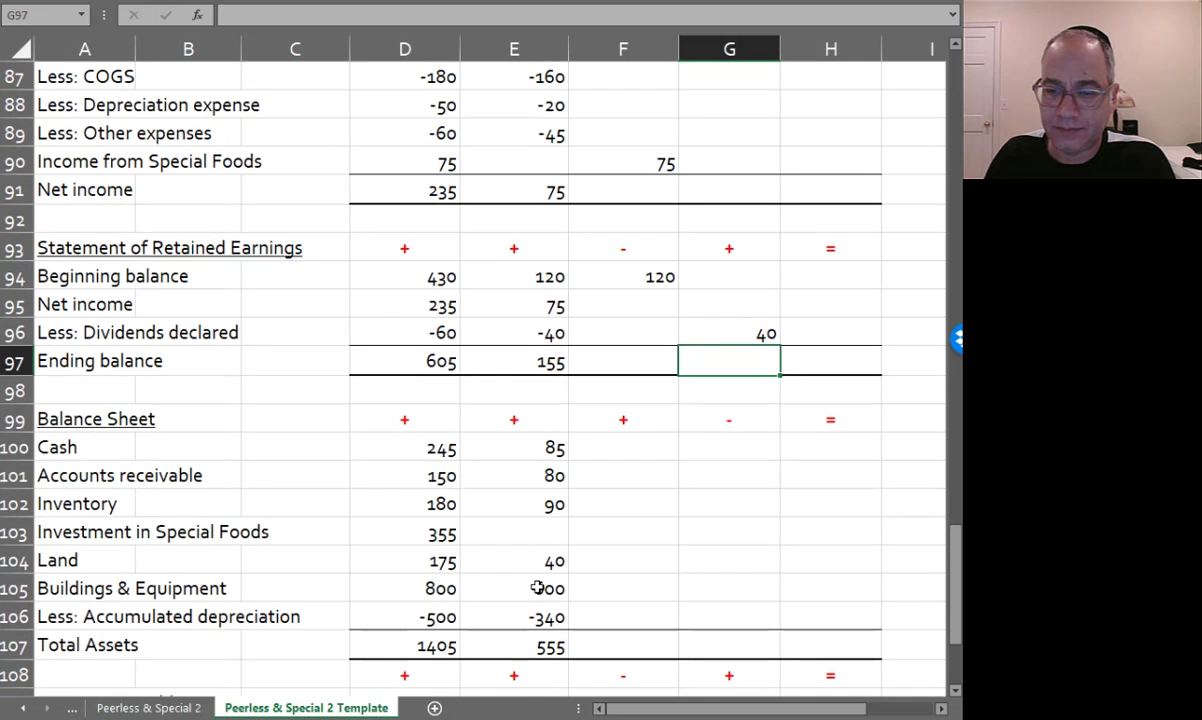 G97 fx
A B C D E F G H I
87 Less: COGS -180 -160
88 Less: Depreciation expense -50 -20
89 Less: Other expenses -60 -45
90 Income from Special Foods 75 75
91 Net income 235 75
92
93 Statement of Retained Earnings + + - + =
94 Beginning balance 430 120 120
95 Net income 235 75
96 Less: Dividends declared -60 -40 40
97 Ending balance 605 155
98
99 Balance Sheet + + + - =
100 Cash 245 85
101 Accounts receivable 150 80
102 Inventory 180 90
103 Investment in Special Foods 355
104 Land 175 40
105 Buildings & Equipment 800
106 Less: Accumulated depreciation -500 -340
107 Total Assets 1405 555
108 + + - + =
... Peerless & Special 2 Peerless & Special 2 Template